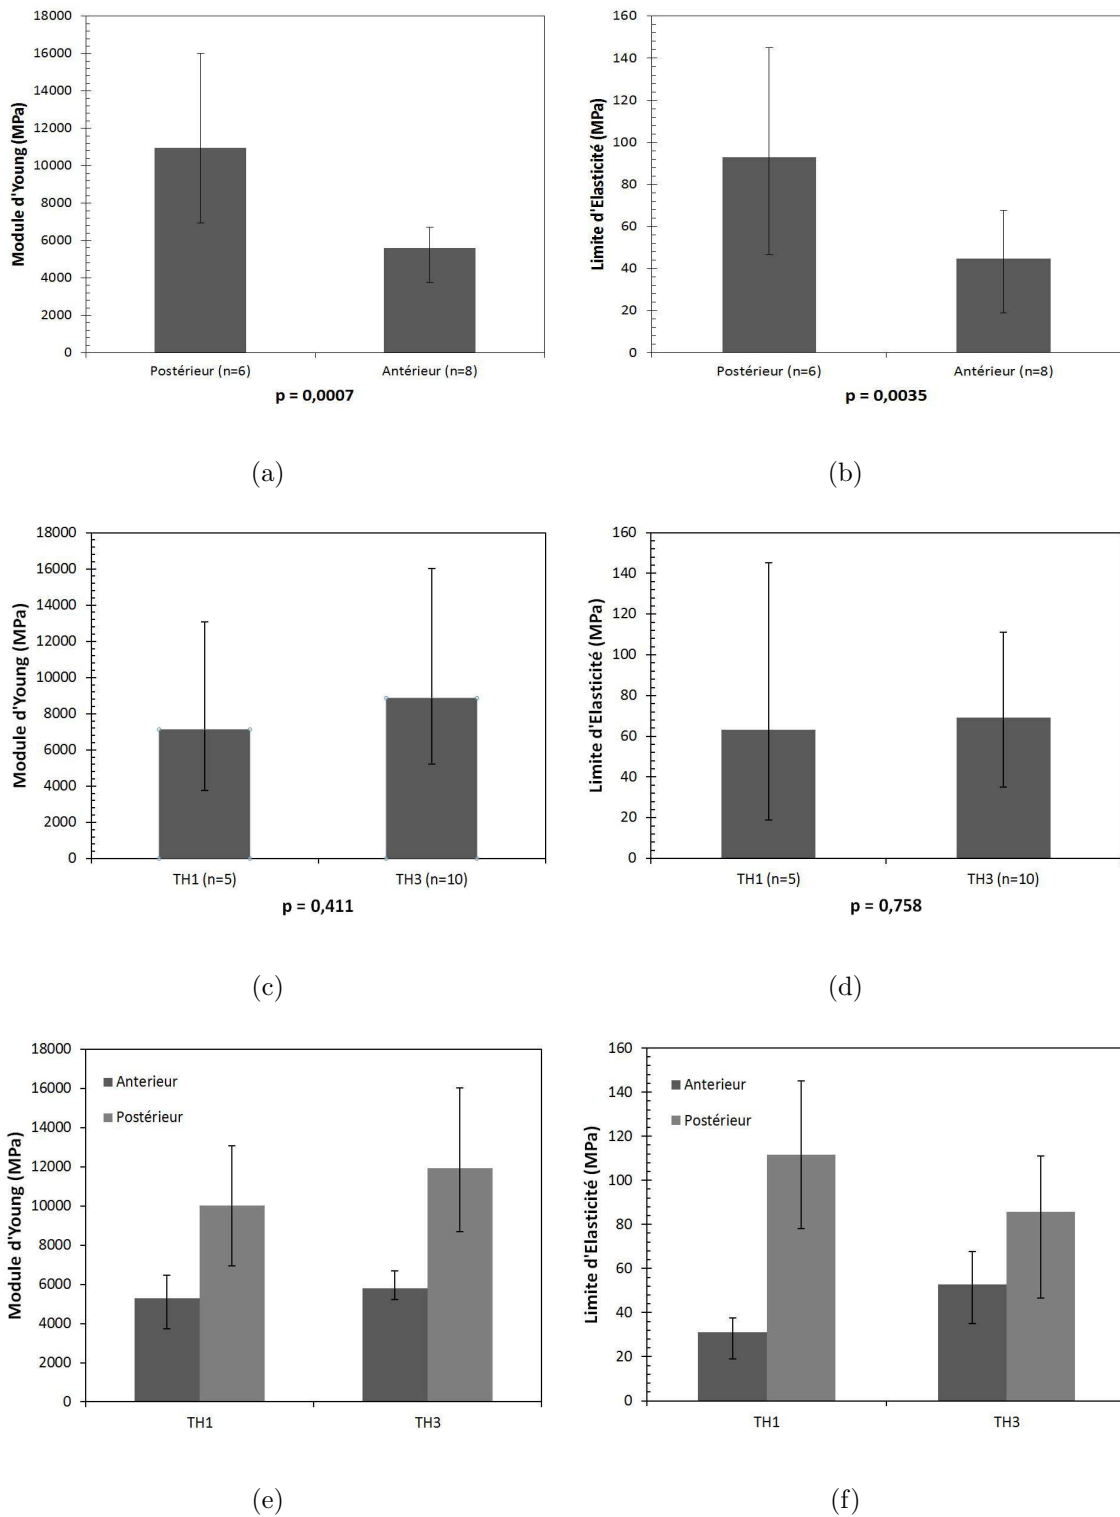 18000
16000
14000
12000
10000
8000
6000
4000
2000
0
Module d'Young (MPa)
Postérieur (n=6) Antérieur (n=8)
p = 0,0007
(a)
160
140
120
100
80
60
40
20
0
Limite d'Elasticité (MPa)
Postérieur (n=6) Antérieur (n=8)
p = 0,0035
(b)
18000
16000
14000
12000
10000
8000
6000
4000
2000
0
Module d'Young (MPa)
TH1 (n=5) TH3 (n=10)
p = 0,411
(c)
160
140
120
100
80
60
40
20
0
Limite d'Elasticité (MPa)
TH1 (n=5) TH3 (n=10)
p = 0,758
(d)
18000
16000
14000
12000
10000
8000
6000
4000
2000
0
Module d'Young (MPa)
Anterieur
Postérieur
TH1 TH3
(e)
160
140
120
100
80
60
40
20
0
Limite d'Elasticité (MPa)
Anterieur
Postérieur
TH1 TH3
(f)